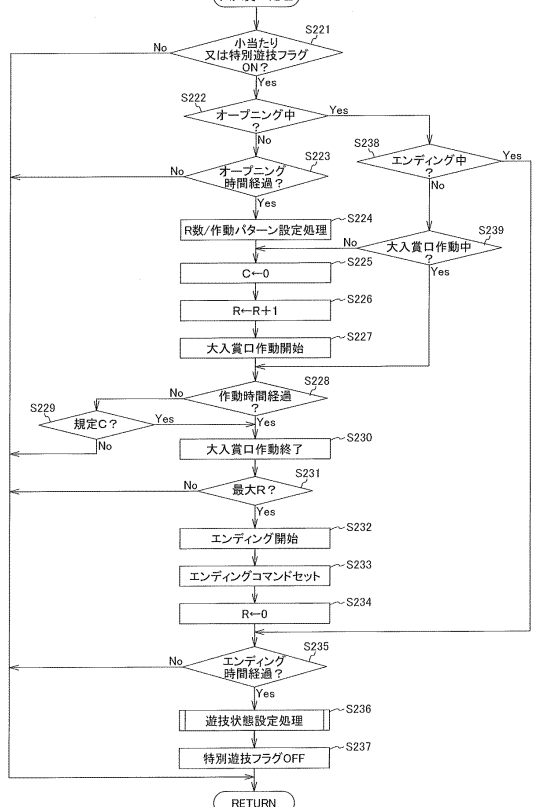 S221
小当たり
又は特別遊技フラグ
ON?
No
Yes
S222
オープニング中
?
Yes
No
S238
エンディング中
?
Yes
No
S223
オープニング
時間経過?
No
Yes
S224
R数/作動パターン設定処理
S239
大入賞口作動中
?
No
Yes
S225
C←0
S226
R←R+1
S227
大入賞口作動開始
S228
作動時間経過
?
No
Yes
S229
規定C?
Yes
No
S230
大入賞口作動終了
S231
最大R?
No
Yes
S232
エンディング開始
S233
エンディングコマンドセット
S234
R←0
S235
エンディング
時間経過?
No
Yes
S236
遊技状態設定処理
S237
特別遊技フラグOFF
RETURN